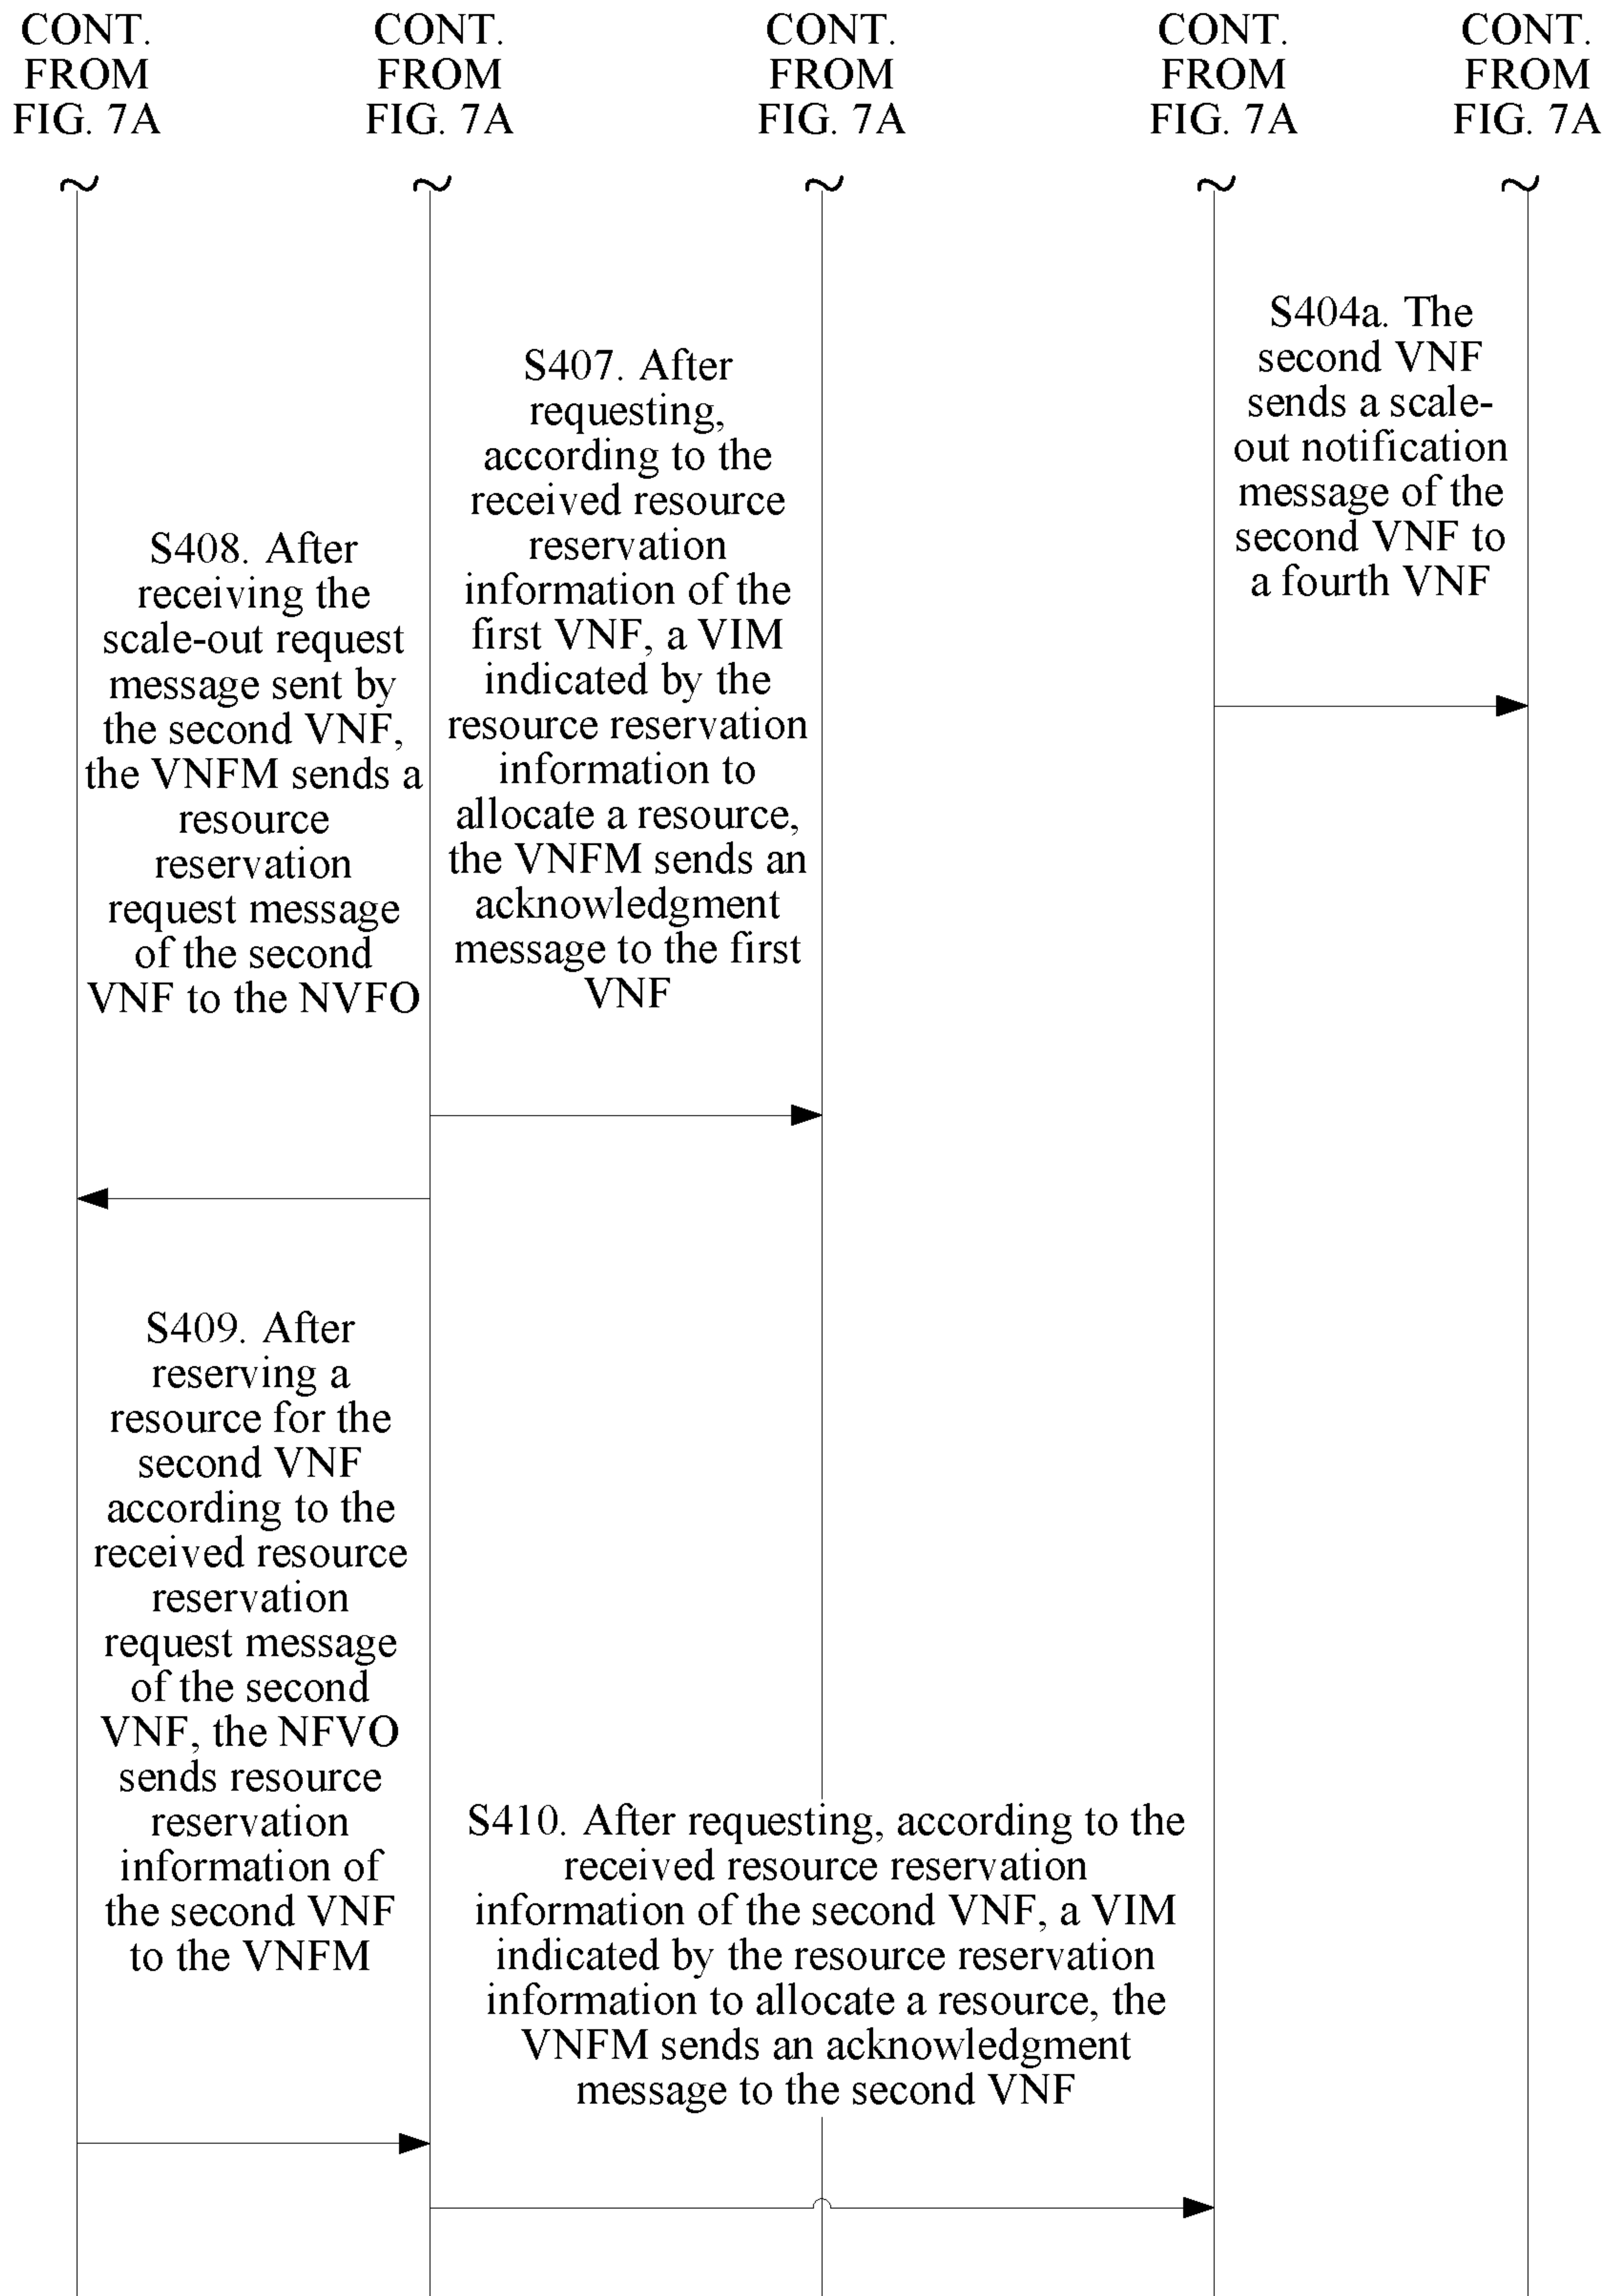 CONT.
FROM
FIG. 7A
CONT.
FROM
FIG. 7A
CONT.
FROM
FIG. 7A
CONT.
FROM
FIG. 7A
CONT.
FROM
FIG. 7A
S404a. The
second VNF
sends a scale-
out notification
message of the
second VNF to
a fourth VNF
S407. After
requesting,
according to the
received resource
reservation
information of the
first VNF, a VIM
indicated by the
resource reservation
information to
allocate a resource,
the VNFM sends an
acknowledgment
message to the first
VNF
S408. After
receiving the
scale-out request
message sent by
the second VNF,
the VNFM sends a
resource
reservation
request message
of the second
VNF to the NVFO
S409. After
reserving a
resource for the
second VNF
according to the
received resource
reservation
request message
of the second
VNF, the NFVO
sends resource
reservation
information of
the second VNF
to the VNFM
S410. After requesting, according to the
received resource reservation
information of the second VNF, a VIM
indicated by the resource reservation
information to allocate a resource, the
VNFM sends an acknowledgment
message to the second VNF